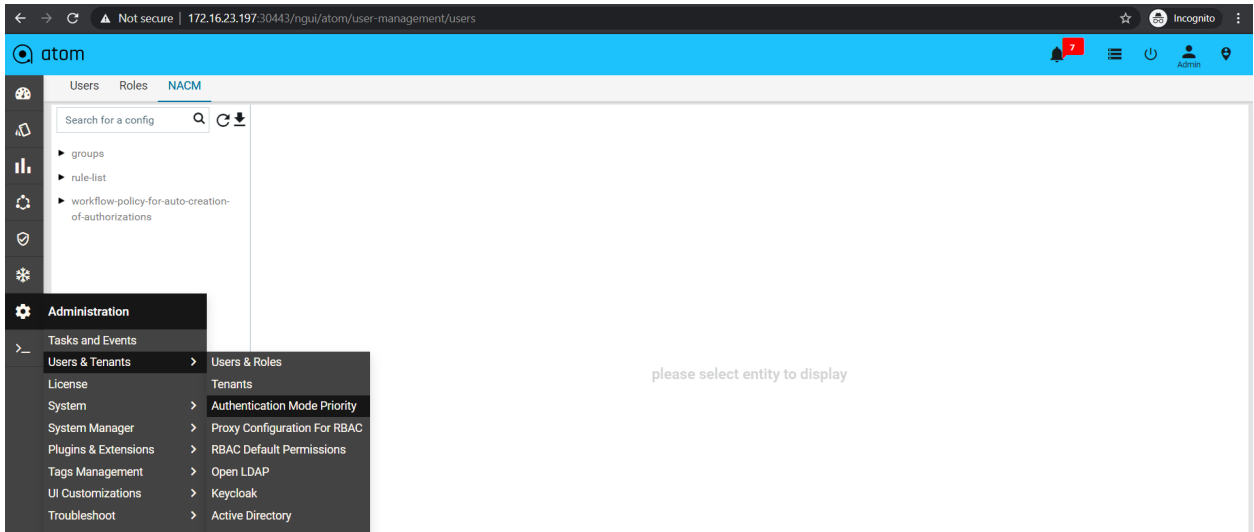 Not secure | 172.16.23.197:30443/ngui/atom/user-management/users
Incognito
atom
7
Admin
Users Roles NACM
Search for a config
groups
rule-list
workflow-policy-for-auto-creation-
of-authorizations
please select entity to display
Administration
Tasks and Events
Users & Tenants
License
System
System Manager
Plugins & Extensions
Tags Management
UI Customizations
Troubleshoot
Users & Roles
Tenants
Authentication Mode Priority
Proxy Configuration For RBAC
RBAC Default Permissions
Open LDAP
Keycloak
Active Directory